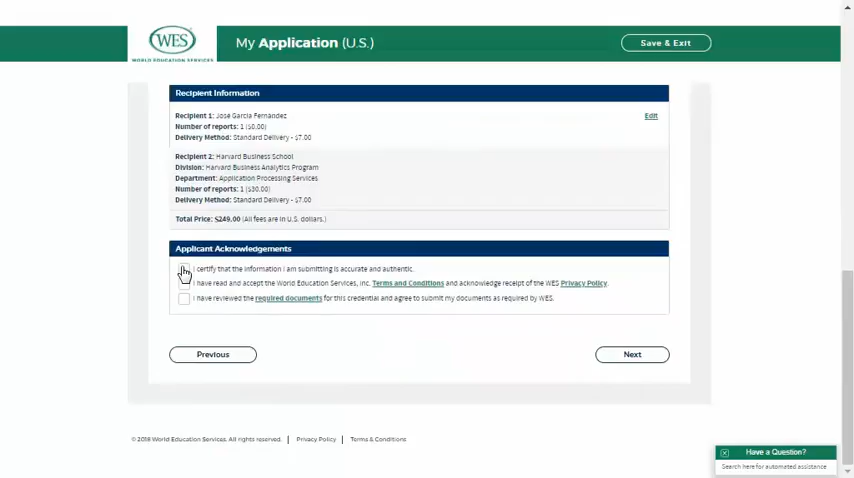 WES
WORLD EDUCATION SERVICES
My Application (U.S.)
Save & Exit
Recipient Information
Recipient 1: Jose Garcia Fernandez
Edit
Number of reports: 1 ($0.00)
Delivery Method: Standard Delivery - $7.00
Recipient 2: Harvard Business School
Division: Harvard Business Analytics Program
Department: Application Processing Services
Number of reports: 1 ($30.00)
Delivery Method: Standard Delivery - $7.00
Total Price: $249.00 (All fees are in U.S. dollars.)
Applicant Acknowledgements
I certify that the information I am submitting is accurate and authentic.
I have read and accept the World Education Services, Inc. Terms and Conditions and acknowledge receipt of the WES Privacy Policy.
I have reviewed the required documents for this credential and agree to submit my documents as required by WES.
Previous
Next
© 2018 World Education Services. All rights reserved. | Privacy Policy | Terms & Conditions
Have a Question?
Search here for automated assistance